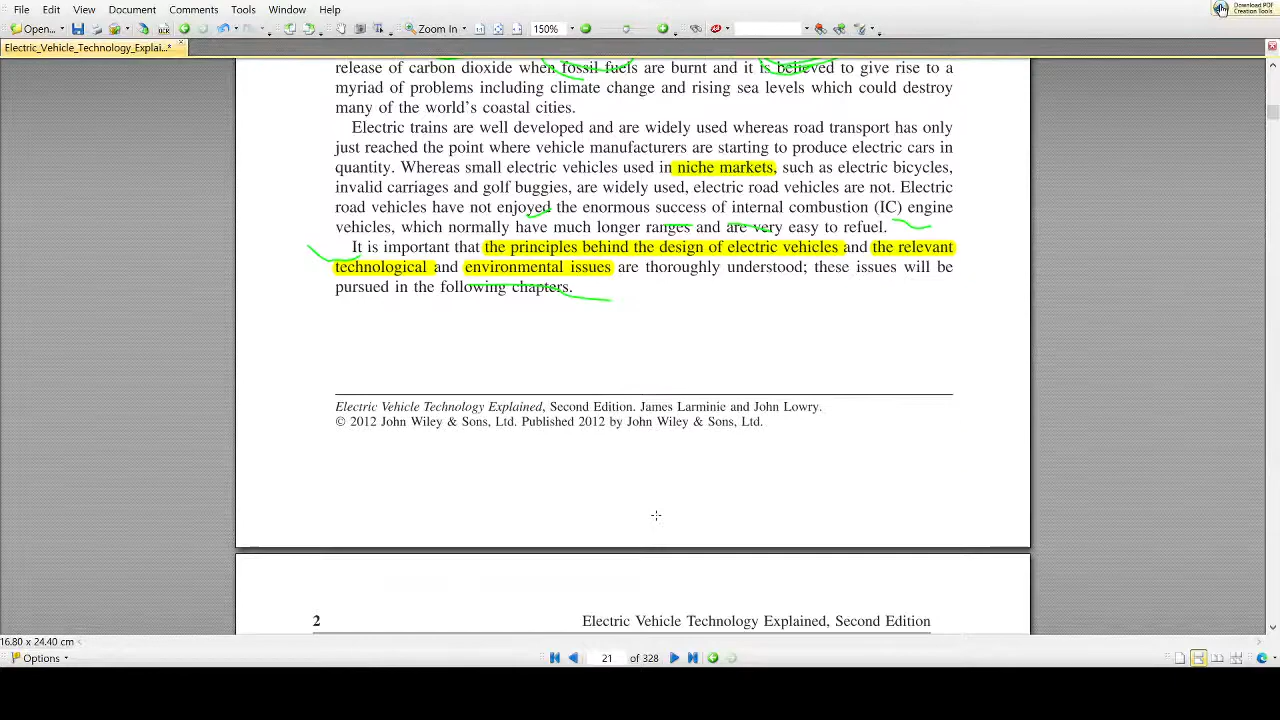 File Edit View Document Comments Tools Window Help
Download PDF
Creation Tools
Open... Zoom In 150%
Electric_Vehicle_Technology_Explai...*
release of carbon dioxide when fossil fuels are burnt and it is believed to give rise to a
myriad of problems including climate change and rising sea levels which could destroy
many of the world's coastal cities.
Electric trains are well developed and are widely used whereas road transport has only
just reached the point where vehicle manufacturers are starting to produce electric cars in
quantity. Whereas small electric vehicles used in niche markets, such as electric bicycles,
invalid carriages and golf buggies, are widely used, electric road vehicles are not. Electric
road vehicles have not enjoyed the enormous success of internal combustion (IC) engine
vehicles, which normally have much longer ranges and are very easy to refuel.
It is important that the principles behind the design of electric vehicles and the relevant
technological and environmental issues are thoroughly understood; these issues will be
pursued in the following chapters.
Electric Vehicle Technology Explained, Second Edition. James Larminie and John Lowry.
© 2012 John Wiley & Sons, Ltd. Published 2012 by John Wiley & Sons, Ltd.
2 Electric Vehicle Technology Explained, Second Edition
16.80 x 24.40 cm
Options 21 of 328